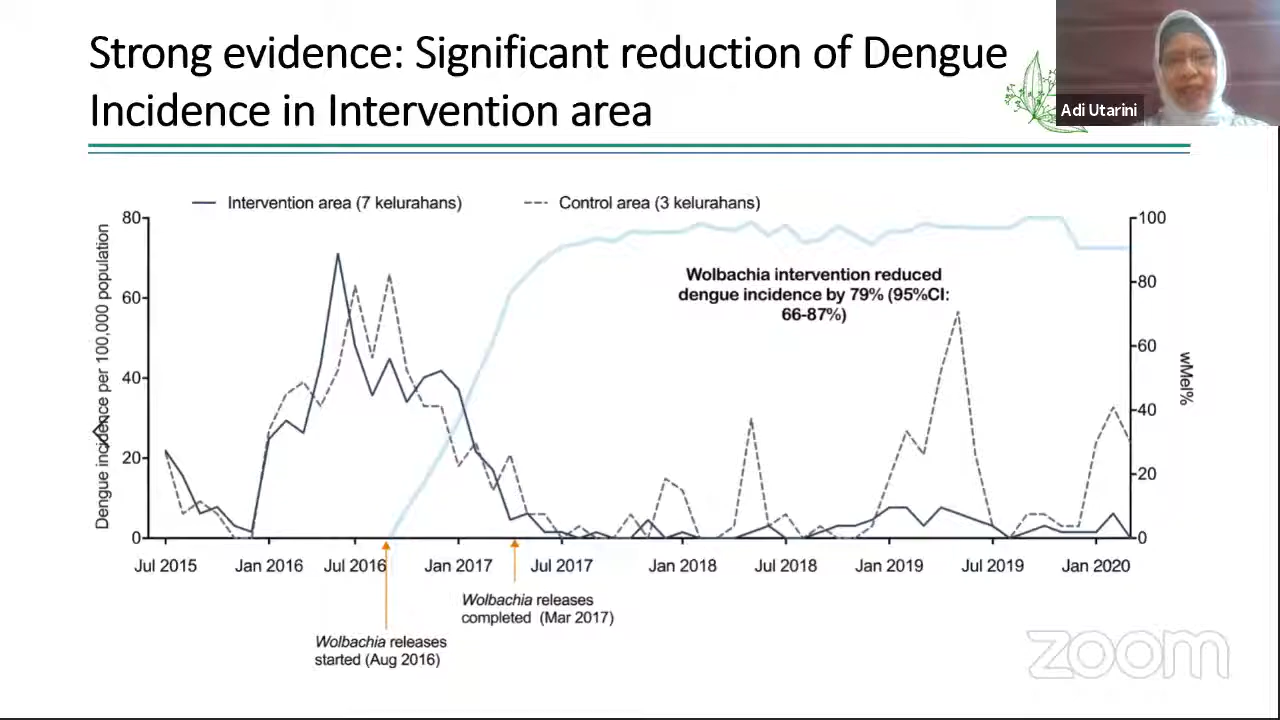 Strong evidence: Significant reduction of Dengue
Incidence in Intervention area
Adi Utarini
Intervention area (7 kelurahans)
Control area (3 kelurahans)
Dengue incidence per 100,000 population
80
60
40
20
0
Wolbachia intervention reduced
dengue incidence by 79% (95%CI:
66-87%)
100
80
60
40
20
0
wMel%
Jul 2015
Jan 2016
Jul 2016
Jan 2017
Jul 2017
Jan 2018
Jul 2018
Jan 2019
Jul 2019
Jan 2020
Wolbachia releases
completed (Mar 2017)
Wolbachia releases
started (Aug 2016)
zoom